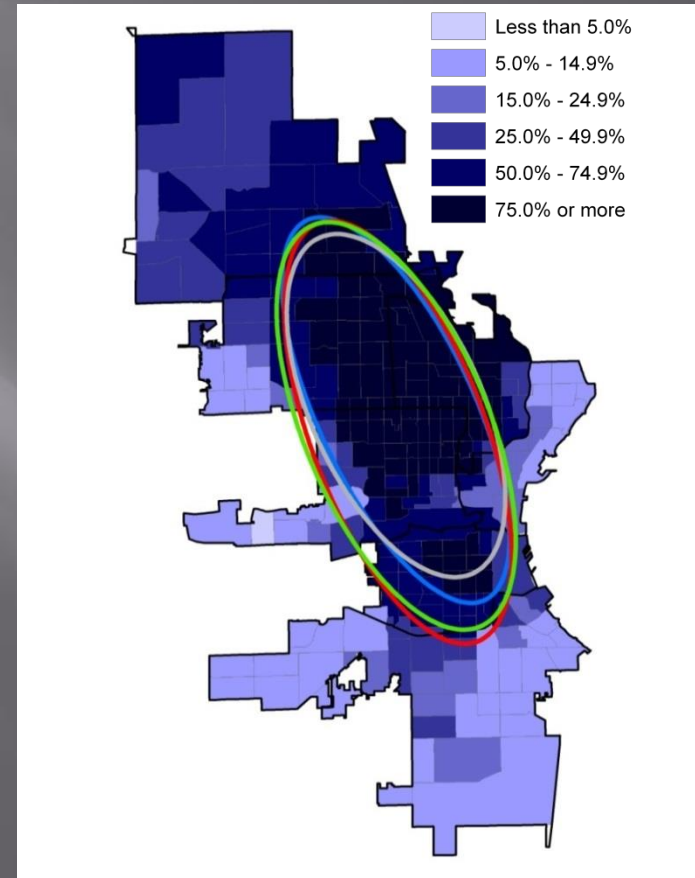 Less than 5.0%
5.0% - 14.9%
15.0% - 24.9%
25.0% - 49.9%
50.0% - 74.9%
75.0% or more